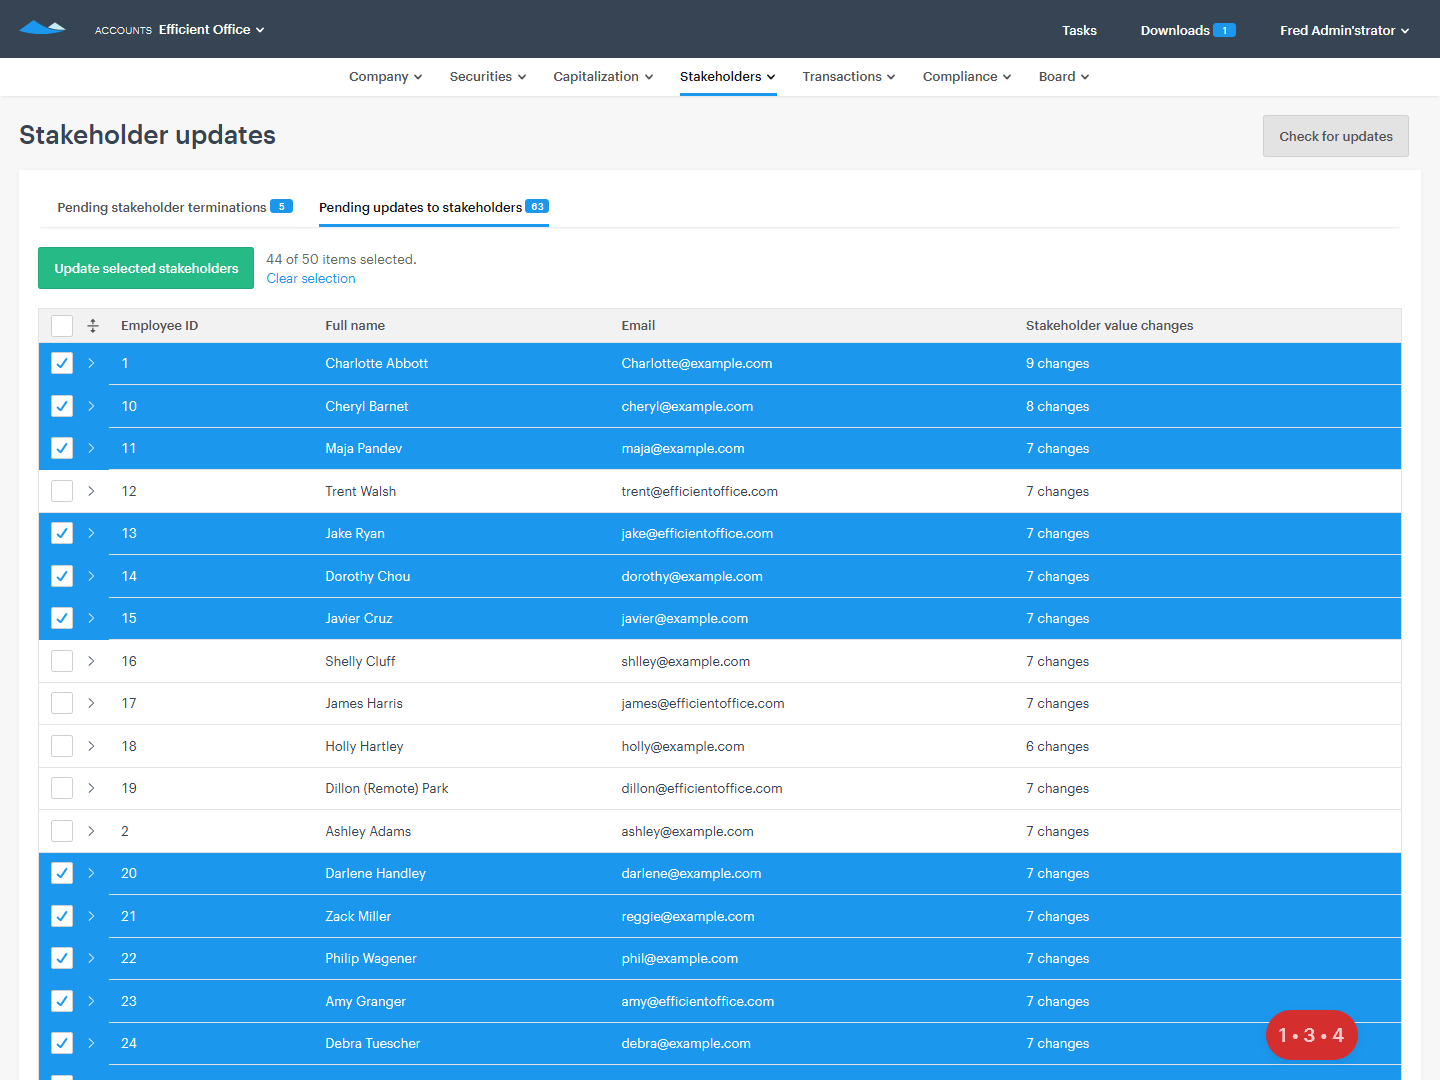 ACCOUNTS Efficient Office Tasks Downloads 1 Fred Admin'strator
Company Securities Capitalization Stakeholders Transactions Compliance Board
Stakeholder updates Check for updates
Pending stakeholder terminations 5 Pending updates to stakeholders 63
Update selected stakeholders
44 of 50 items selected.
Clear selection
Employee ID Full name Email Stakeholder value changes
1 Charlotte Abbott Charlotte@example.com 9 changes
10 Cheryl Barnet cheryl@example.com 8 changes
11 Maja Pandev maja@example.com 7 changes
12 Trent Walsh trent@efficientoffice.com 7 changes
13 Jake Ryan jake@efficientoffice.com 7 changes
14 Dorothy Chou dorothy@example.com 7 changes
15 Javier Cruz javier@example.com 7 changes
16 Shelly Cluff shlley@example.com 7 changes
17 James Harris james@efficientoffice.com 7 changes
18 Holly Hartley holly@example.com 6 changes
19 Dillon (Remote) Park dillon@efficientoffice.com 7 changes
2 Ashley Adams ashley@example.com 7 changes
20 Darlene Handley darlene@example.com 7 changes
21 Zack Miller reggie@example.com 7 changes
22 Philip Wagener phil@example.com 7 changes
23 Amy Granger amy@efficientoffice.com 7 changes
24 Debra Tuescher debra@example.com 7 changes
1 • 3 • 4